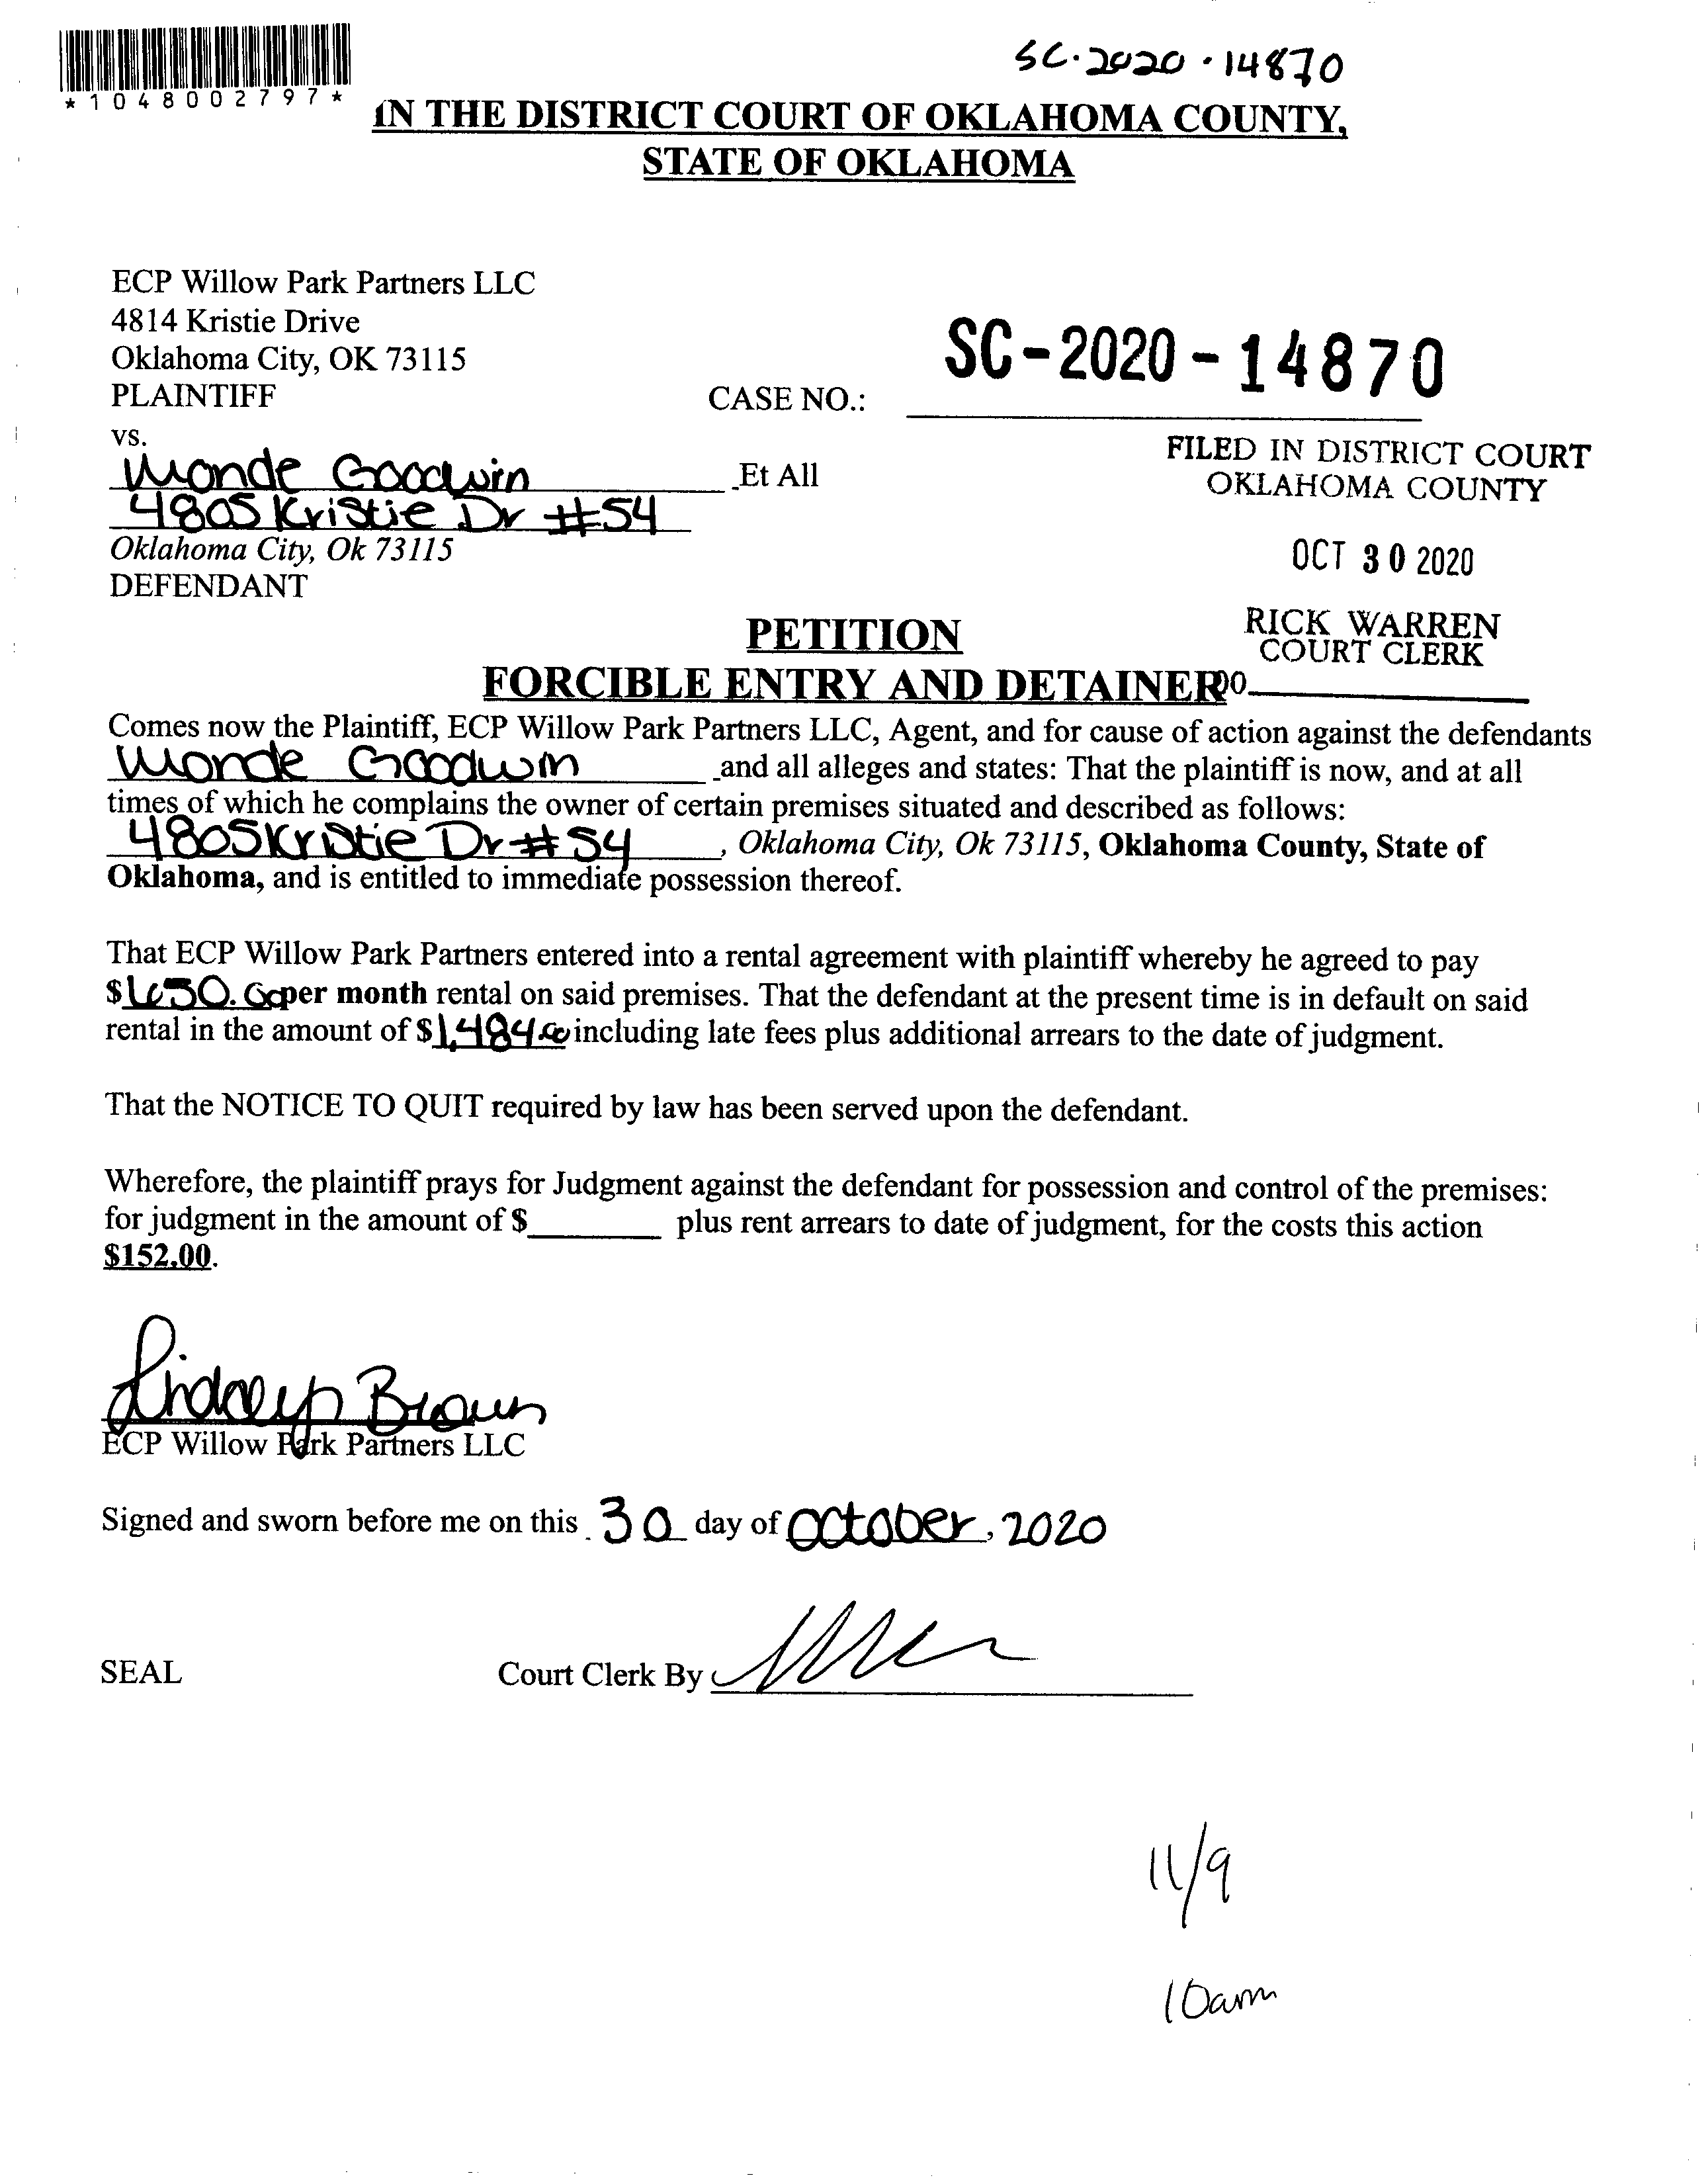 SC-2020-14870
*1048002797*
IN THE DISTRICT COURT OF OKLAHOMA COUNTY,
STATE OF OKLAHOMA
ECP Willow Park Partners LLC
4814 Kristie Drive
Oklahoma City, OK 73115
PLAINTIFF
CASE NO.: SC-2020-14870
vs.
Monde Goodwin Et All
4805 Kristie Dr #54
Oklahoma City, Ok 73115
DEFENDANT
FILED IN DISTRICT COURT
OKLAHOMA COUNTY
OCT 30 2020
RICK WARREN
COURT CLERK
PETITION
FORCIBLE ENTRY AND DETAINER
Comes now the Plaintiff, ECP Willow Park Partners LLC, Agent, and for cause of action against the defendants
Monde Goodwin and all alleges and states: That the plaintiff is now, and at all
times of which he complains the owner of certain premises situated and described as follows:
4805 Kristie Dr #54, Oklahoma City, Ok 73115, Oklahoma County, State of
Oklahoma, and is entitled to immediate possession thereof.
That ECP Willow Park Partners entered into a rental agreement with plaintiff whereby he agreed to pay
$ per month rental on said premises. That the defendant at the present time is in default on said
rental in the amount of $1,484.00 including late fees plus additional arrears to the date of judgment.
That the NOTICE TO QUIT required by law has been served upon the defendant.
Wherefore, the plaintiff prays for Judgment against the defendant for possession and control of the premises:
for judgment in the amount of $______ plus rent arrears to date of judgment, for the costs this action
$152.00.
Lindsey Brown
ECP Willow Park Partners LLC
Signed and sworn before me on this 30 day of October, 2020
SEAL Court Clerk By
11/9
10am